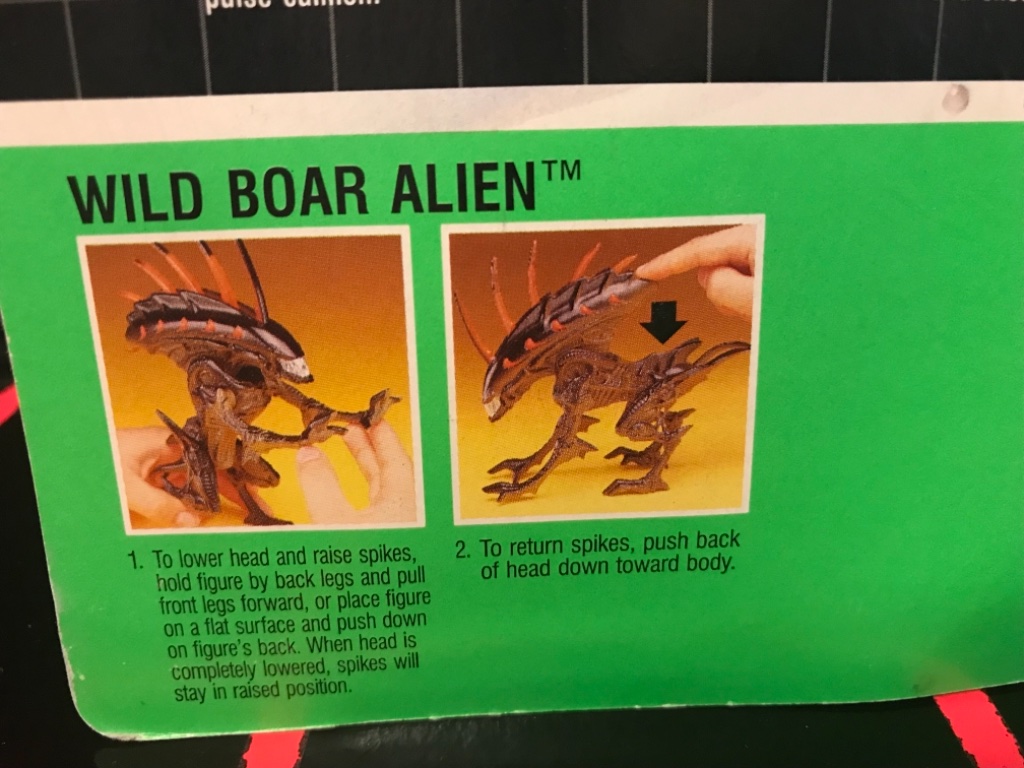 pulse cannon.
WILD BOAR ALIEN™
1. To lower head and raise spikes,
hold figure by back legs and pull
front legs forward, or place figure
on a flat surface and push down
on figure's back. When head is
completely lowered, spikes will
stay in raised position.
2. To return spikes, push back
of head down toward body.